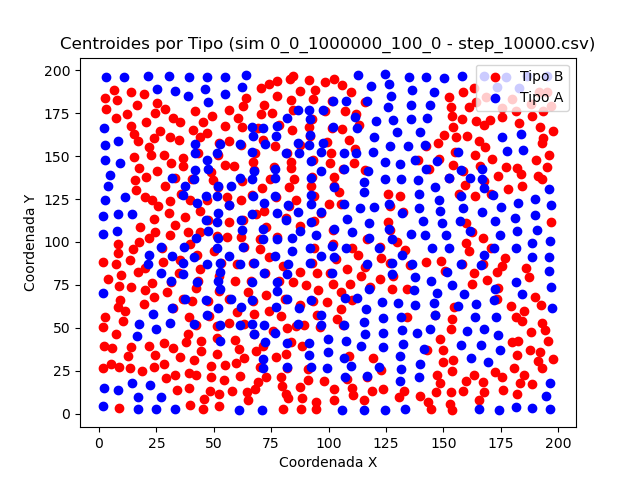 Centroides por Tipo (sim 0_0_1000000_100_0 - step_10000.csv)
Tipo B
Tipo A
200
175
150
125
100
75
50
25
0
Coordenada Y
0 25 50 75 100 125 150 175 200
Coordenada X